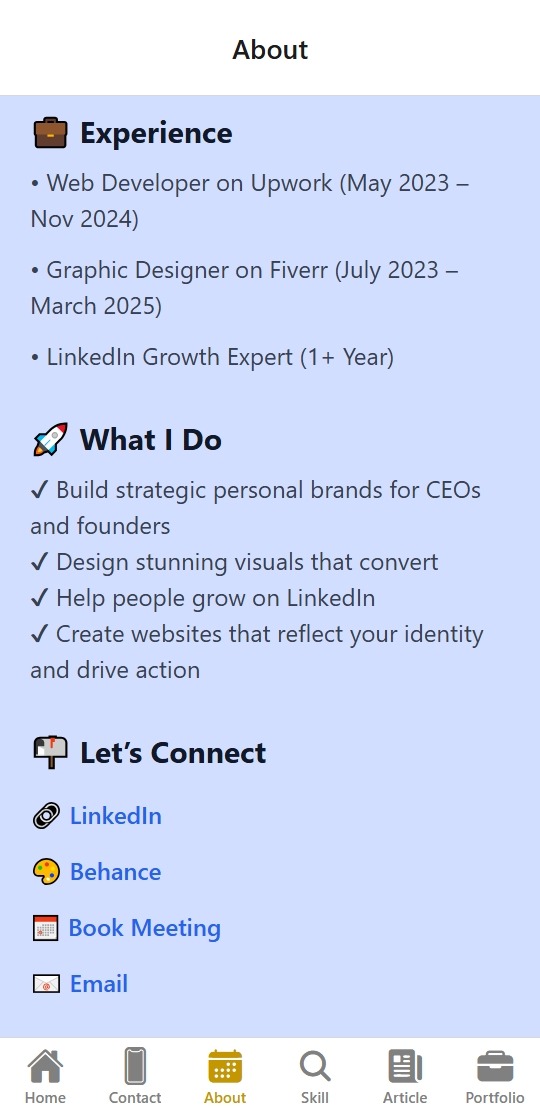 About
Experience
• Web Developer on Upwork (May 2023 –
Nov 2024)
• Graphic Designer on Fiverr (July 2023 –
March 2025)
• LinkedIn Growth Expert (1+ Year)
What I Do
✓ Build strategic personal brands for CEOs
and founders
✓ Design stunning visuals that convert
✓ Help people grow on LinkedIn
✓ Create websites that reflect your identity
and drive action
Let’s Connect
LinkedIn
Behance
Book Meeting
Email
Home Contact About Skill Article Portfolio